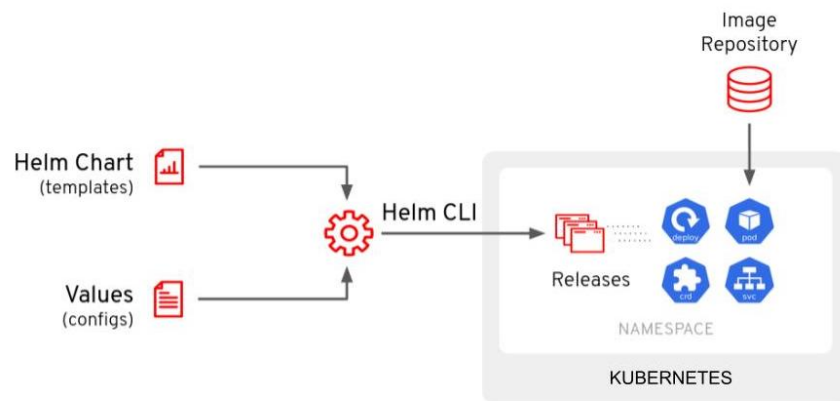 Image
Repository
Helm Chart
(templates)
Helm CLI
Values
(configs)
Releases
deploy
pod
crd
svc
NAMESPACE
KUBERNETES